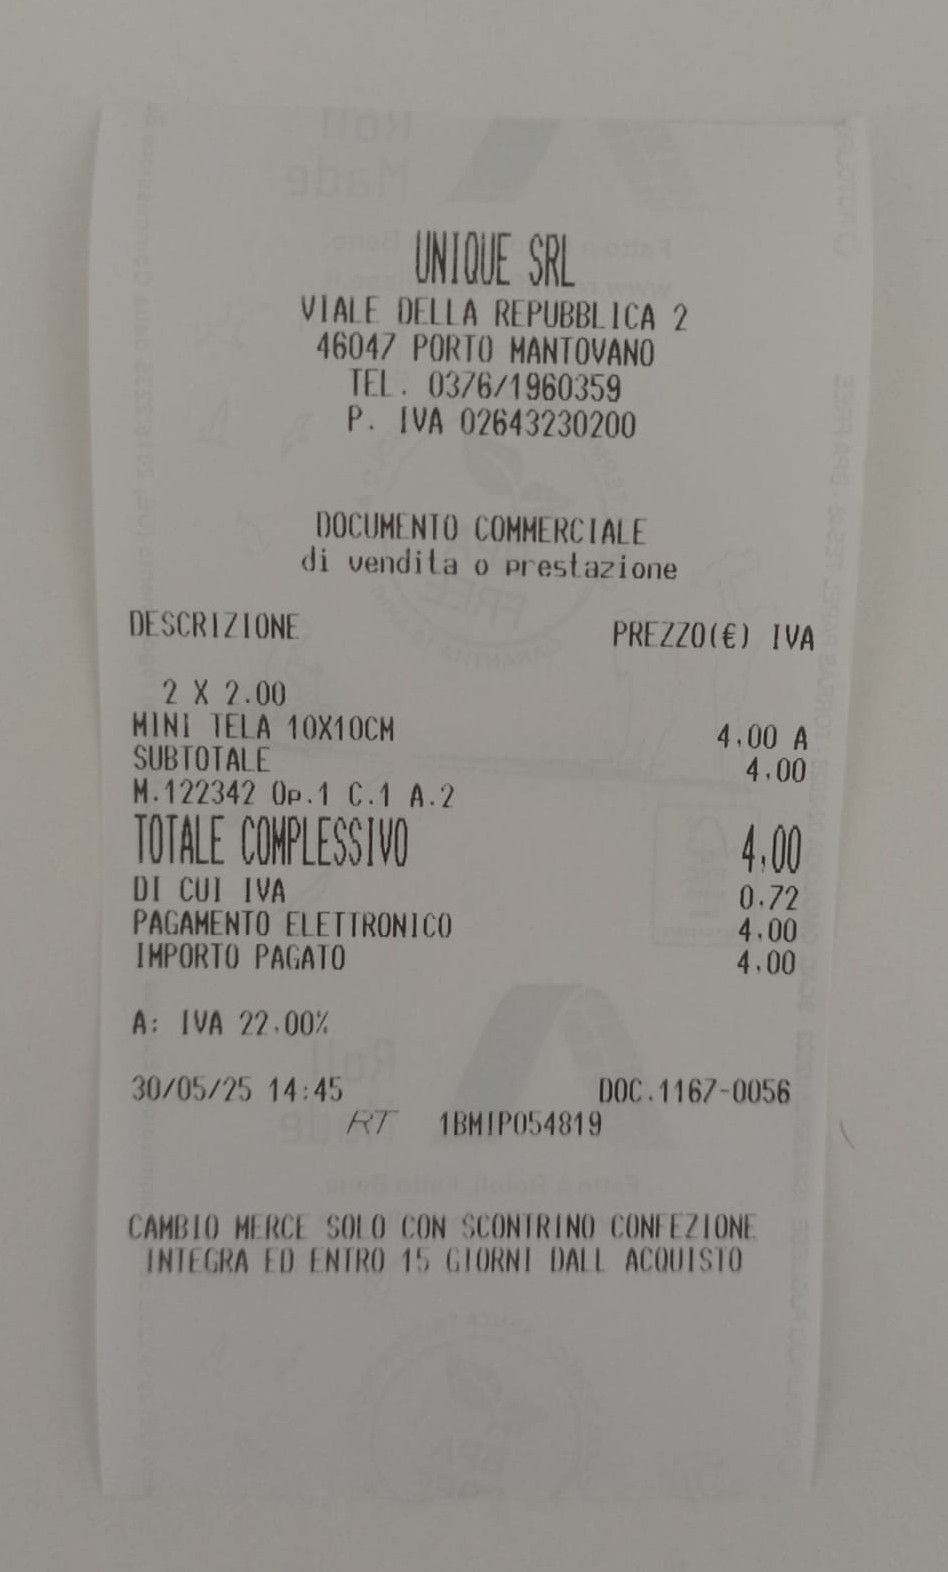 UNIQUE SRL
VIALE DELLA REPUBBLICA 2
46047 PORTO MANTOVANO
TEL. 0376/1960359
P. IVA 02643230200
DOCUMENTO COMMERCIALE
di vendita o prestazione
DESCRIZIONE PREZZO(€) IVA
2 X 2.00
MINI TELA 10X10CM 4,00 A
SUBTOTALE 4,00
M.122342 Op.1 C.1 A.2
TOTALE COMPLESSIVO 4,00
DI CUI IVA 0,72
PAGAMENTO ELETTRONICO 4,00
IMPORTO PAGATO 4,00
A: IVA 22,00%
30/05/25 14:45 DOC.1167-0056
RT 1BMIP054819
CAMBIO MERCE SOLO CON SCONTRINO CONFEZIONE
INTEGRA ED ENTRO 15 GIORNI DALL ACQUISTO